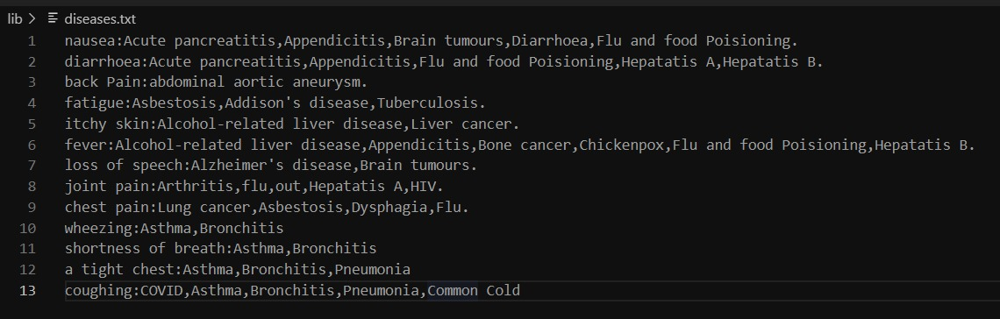 lib > diseases.txt
1 nausea:Acute pancreatitis,Appendicitis,Brain tumours,Diarrhoea,Flu and food Poisioning.
2 diarrhoea:Acute pancreatitis,Appendicitis,Flu and food Poisioning,Hepatatis A,Hepatatis B.
3 back Pain:abdominal aortic aneurysm.
4 fatigue:Asbestosis,Addison's disease,Tuberculosis.
5 itchy skin:Alcohol-related liver disease,Liver cancer.
6 fever:Alcohol-related liver disease,Appendicitis,Bone cancer,Chickenpox,Flu and food Poisioning,Hepatatis B.
7 loss of speech:Alzheimer's disease,Brain tumours.
8 joint pain:Arthritis,flu,out,Hepatatis A,HIV.
9 chest pain:Lung cancer,Asbestosis,Dysphagia,Flu.
10 wheezing:Asthma,Bronchitis
11 shortness of breath:Asthma,Bronchitis
12 a tight chest:Asthma,Bronchitis,Pneumonia
13 coughing:COVID,Asthma,Bronchitis,Pneumonia,Common Cold